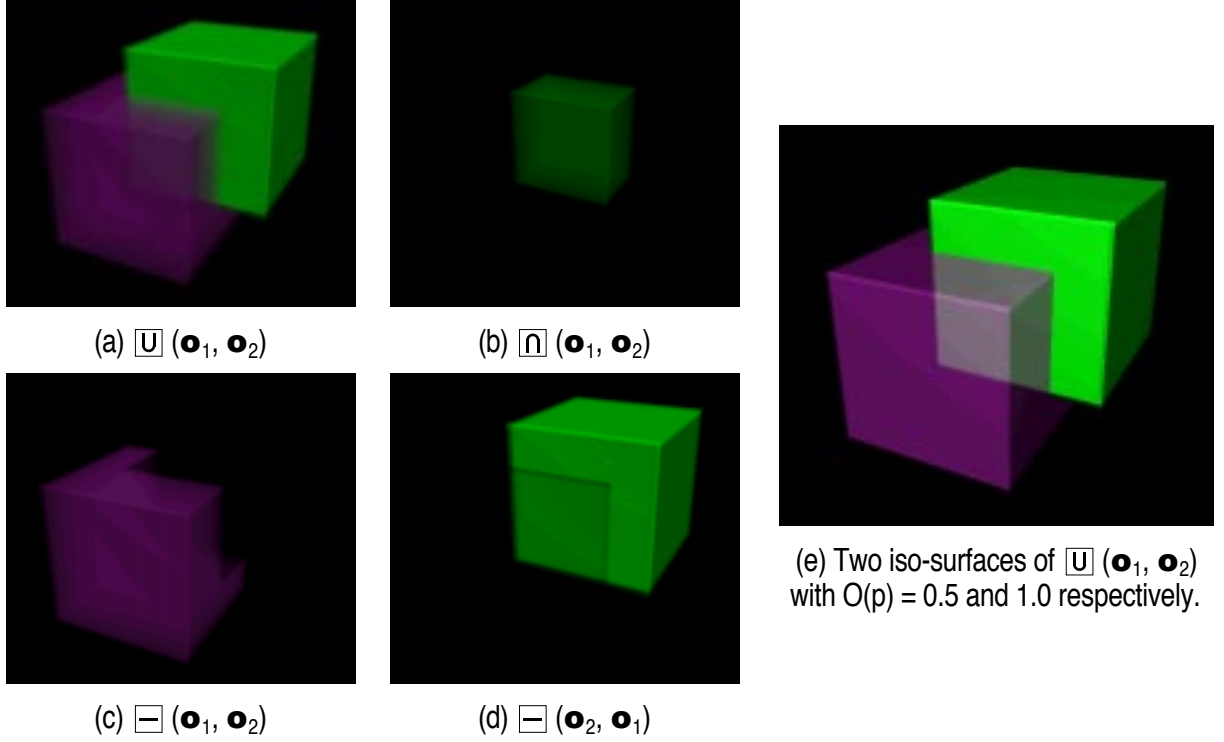 (a) ∪ (o₁, o₂)
(b) ∩ (o₁, o₂)
(c) − (o₁, o₂)
(d) − (o₂, o₁)
(e) Two iso-surfaces of ∪ (o₁, o₂)
with O(p) = 0.5 and 1.0 respectively.